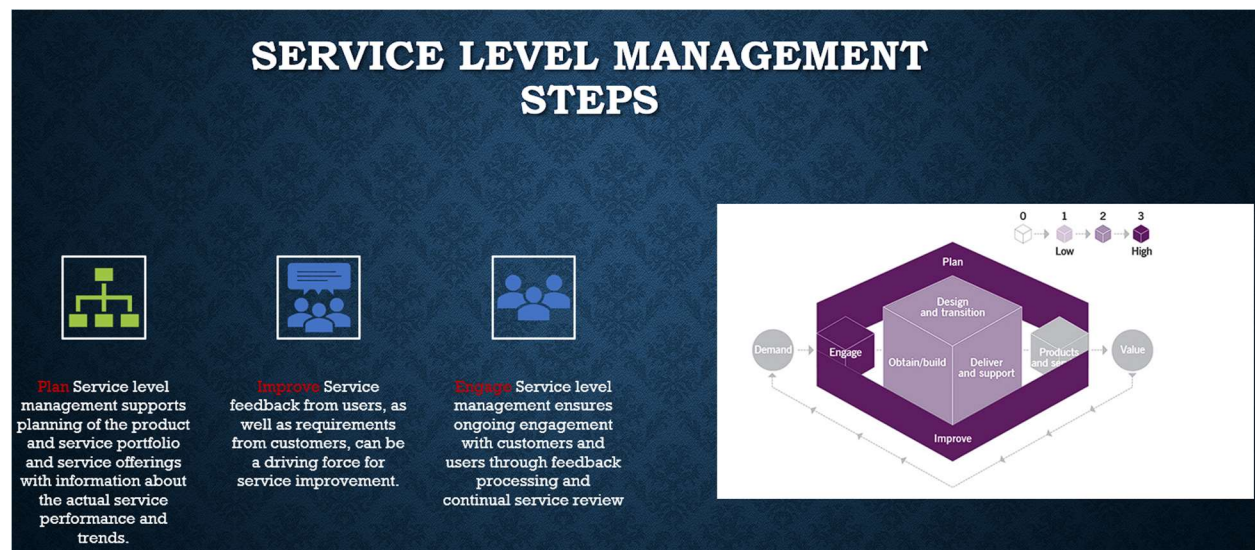 SERVICE LEVEL MANAGEMENT
STEPS
Plan Service level
management supports
planning of the product
and service portfolio
and service offerings
with information about
the actual service
performance and
trends.
Improve Service
feedback from users, as
well as requirements
from customers, can be
a driving force for
service improvement.
Engage Service level
management ensures
ongoing engagement
with customers and
users through feedback
processing and
continual service review
0 1 2 3
Low High
Plan
Design
and transition
Demand
Engage
Obtain/build
Deliver
and support
Products
and se
Value
Improve